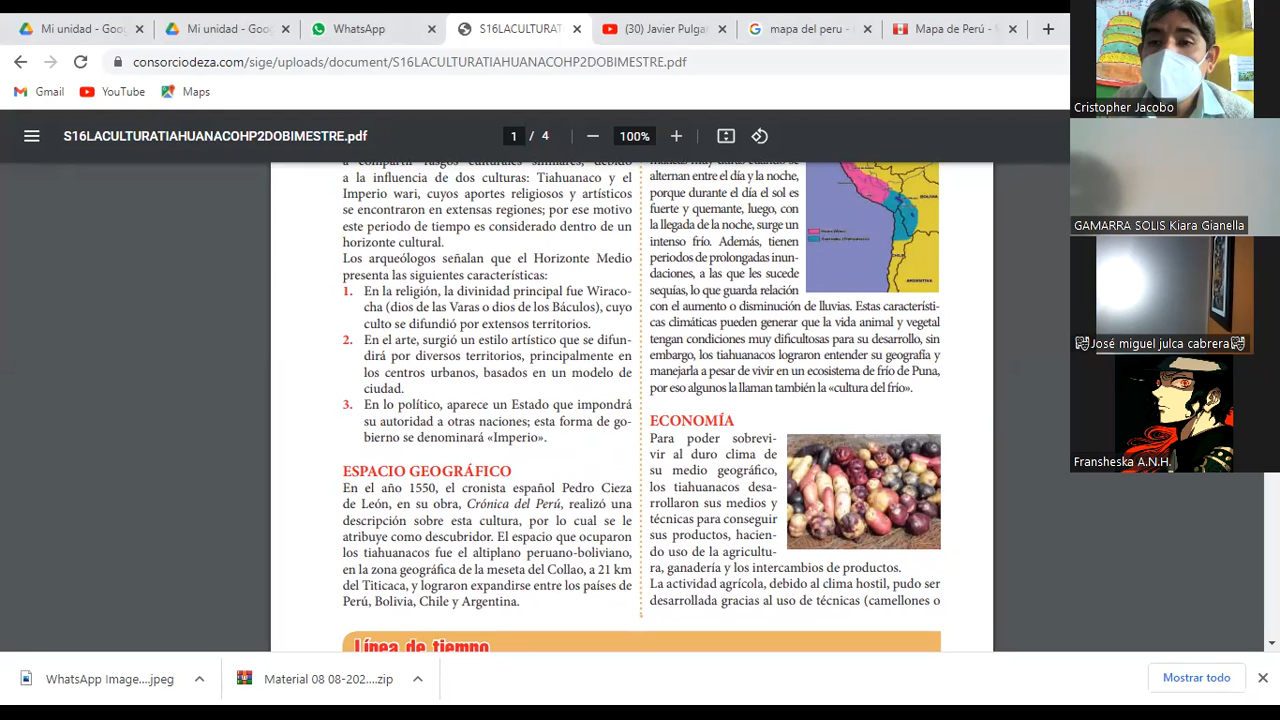 Mi unidad - Goo
Mi unidad - Goo
WhatsApp
S16LACULTURATI
(30) Javier Pulgar
mapa del perú -
Mapa de Perú -
consorciodeza.com/sige/uploads/document/S16LACULTURATIAHUANACOHP2DOBIMESTRE.pdf
Gmail
YouTube
Maps
S16LACULTURATIAHUANACOHP2DOBIMESTRE.pdf
1 / 4
100%
a compartir rasgos culturales similares, debido
a la influencia de dos culturas: Tiahuanaco y el
Imperio wari, cuyos aportes religiosos y artísticos
se encontraron en extensas regiones; por ese motivo
este periodo de tiempo es considerado dentro de un
horizonte cultural.
Los arqueólogos señalan que el Horizonte Medio
presenta las siguientes características:
1. En la religión, la divinidad principal fue Wiraco-
cha (dios de las Varas o dios de los Báculos), cuyo
culto se difundió por extensos territorios.
2. En el arte, surgió un estilo artístico que se difun-
dirá por diversos territorios, principalmente en
los centros urbanos, basados en un modelo de
ciudad.
3. En lo político, aparece un Estado que impondrá
su autoridad a otras naciones; esta forma de go-
bierno se denominará «Imperio».
ESPACIO GEOGRÁFICO
En el año 1550, el cronista español Pedro Cieza
de León, en su obra, Crónica del Perú, realizó una
descripción sobre esta cultura, por lo cual se le
atribuye como descubridor. El espacio que ocuparon
los tiahuanacos fue el altiplano peruano-boliviano,
en la zona geográfica de la meseta del Collao, a 21 km
del Titicaca, y lograron expandirse entre los países de
Perú, Bolivia, Chile y Argentina.
alternan entre el día y la noche,
porque durante el día el sol es
fuerte y quemante, luego, con
la llegada de la noche, surge un
intenso frío. Además, tienen
periodos de prolongadas inun-
daciones, a las que les sucede
sequías, lo que guarda relación
con el aumento o disminución de lluvias. Estas característi-
cas climáticas pueden generar que la vida animal y vegetal
tengan condiciones muy dificultosas para su desarrollo, sin
embargo, los tiahuanacos lograron entender su geografía y
manejarla a pesar de vivir en un ecosistema de frío de Puna,
por eso algunos la llaman también la «cultura del frío».
BOLIVIA
CHILE
ARGENTINA
ECONOMÍA
Para poder sobrevi-
vir al duro clima de
su medio geográfico,
los tiahuanacos desa-
rrollaron sus medios y
técnicas para conseguir
sus productos, hacien-
do uso de la agricultu-
ra, ganadería y los intercambios de productos.
La actividad agrícola, debido al clima hostil, pudo ser
desarrollada gracias al uso de técnicas (camellones o
Línea de tiempo
Cristopher Jacobo
GAMARRA SOLIS Kiara Gianella
José miguel julca cabrera
Fransheska A.N.H.
WhatsApp Image....jpeg
Material 08 08-202....zip
Mostrar todo